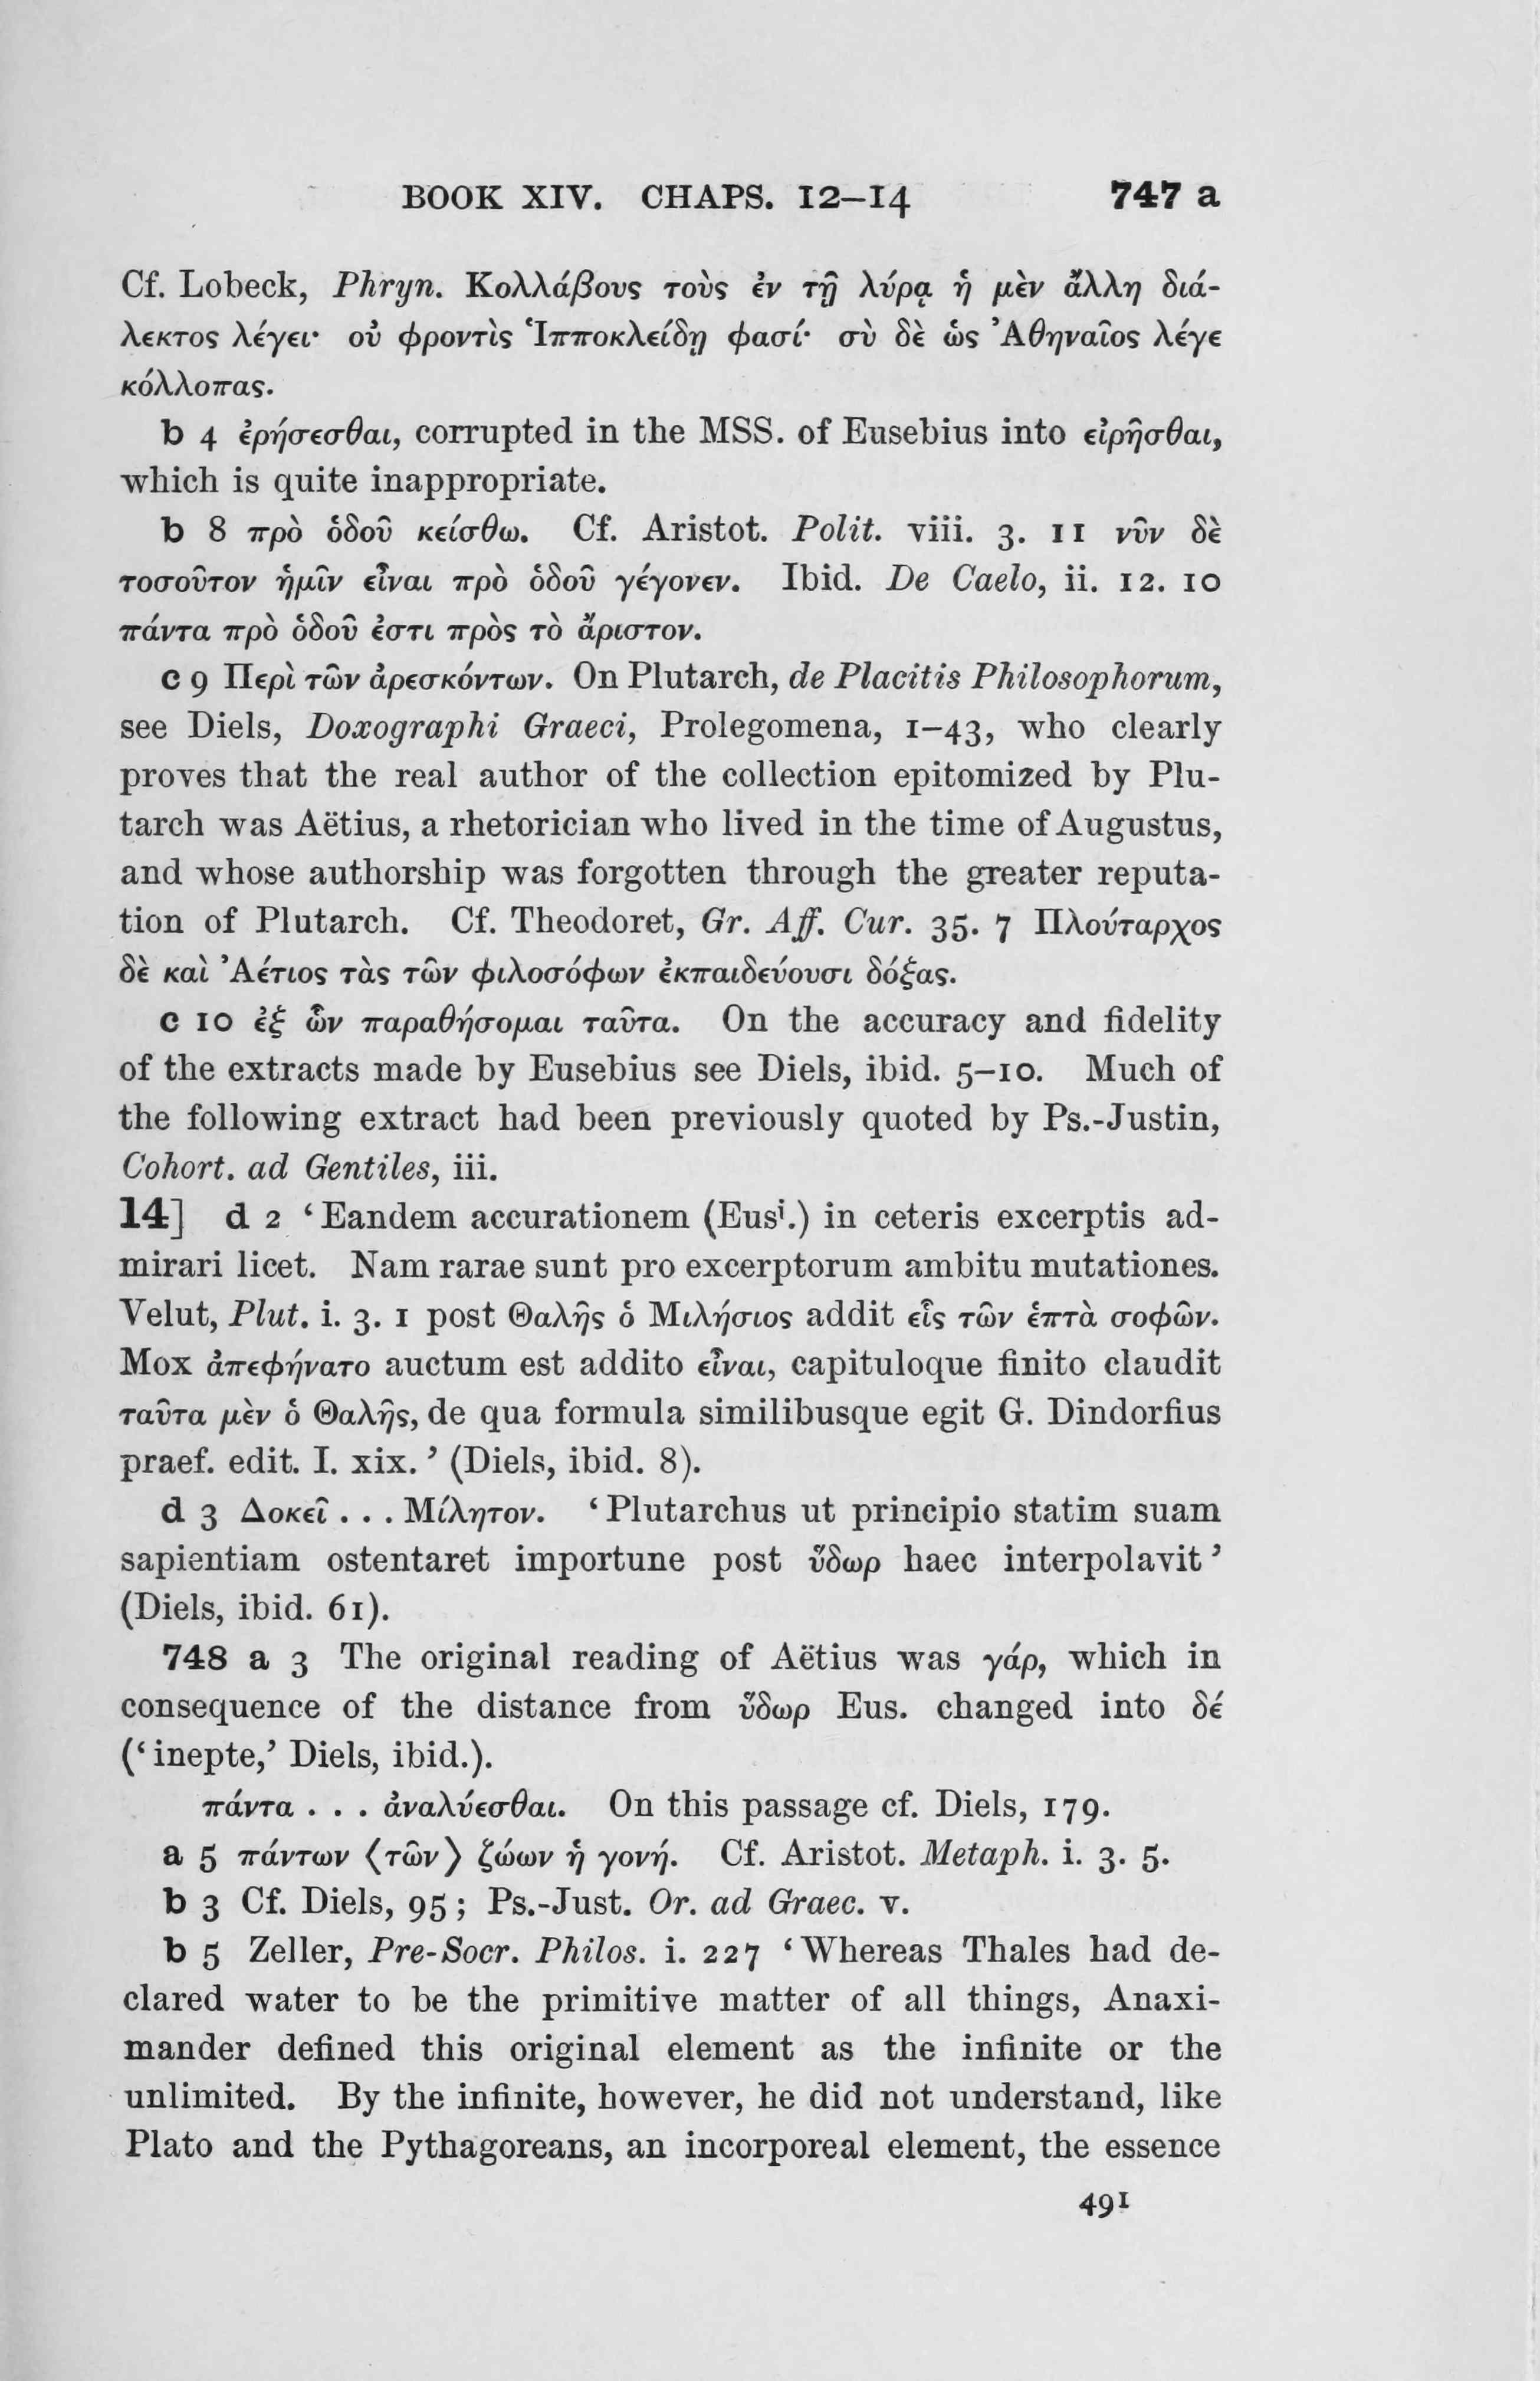 BOOK XIV. CHAPS. 12–14 747 a
Cf. Lobeck, Phryn. Κολλάβους τοὺς ἐν τῇ λύρᾳ ἡ μὲν ἄλλη διά-
λεκτος λέγει· οὐ φροντὶς Ἱπποκλείδῃ φασί· σὺ δὲ ὡς Ἀθηναῖος λέγε
κόλλοπας.
b 4 ἐρήσεσθαι, corrupted in the MSS. of Eusebius into εἰρῆσθαι,
which is quite inappropriate.
b 8 πρὸ ὁδοῦ κείσθω. Cf. Aristot. Polit. viii. 3. 11 νῦν δὲ
τοσοῦτον ἡμῖν εἶναι πρὸ ὁδοῦ γέγονεν. Ibid. De Caelo, ii. 12. 10
πάντα πρὸ ὁδοῦ ἐστι πρὸς τὸ ἄριστον.
c 9 Περὶ τῶν ἀρεσκόντων. On Plutarch, de Placitis Philosophorum,
see Diels, Doxographi Graeci, Prolegomena, 1–43, who clearly
proves that the real author of the collection epitomized by Plu-
tarch was Aëtius, a rhetorician who lived in the time of Augustus,
and whose authorship was forgotten through the greater reputa-
tion of Plutarch. Cf. Theodoret, Gr. Aff. Cur. 35. 7 Πλούταρχος
δὲ καὶ Ἀέτιος τὰς τῶν φιλοσόφων ἐκπαιδεύουσι δόξας.
c 10 ἐξ ὧν παραθήσομαι ταῦτα. On the accuracy and fidelity
of the extracts made by Eusebius see Diels, ibid. 5–10. Much of
the following extract had been previously quoted by Ps.-Justin,
Cohort. ad Gentiles, iii.
14] d 2 ‘Eandem accurationem (Eusⁱ.) in ceteris excerptis ad-
mirari licet. Nam rarae sunt pro excerptorum ambitu mutationes.
Velut, Plut. i. 3. 1 post Θαλῆς ὁ Μιλήσιος addit εἷς τῶν ἑπτὰ σοφῶν.
Mox ἀπεφήνατο auctum est addito εἶναι, capituloque finito claudit
ταῦτα μὲν ὁ Θαλῆς, de qua formula similibusque egit G. Dindorfius
praef. edit. I. xix.’ (Diels, ibid. 8).
d 3 Δοκεῖ . . . Μίλητον. ‘Plutarchus ut principio statim suam
sapientiam ostentaret importune post ὕδωρ haec interpolavit’
(Diels, ibid. 61).
748 a 3 The original reading of Aëtius was γάρ, which in
consequence of the distance from ὕδωρ Eus. changed into δέ
(‘inepte,’ Diels, ibid.).
πάντα . . . ἀναλύεσθαι. On this passage cf. Diels, 179.
a 5 πάντων ⟨τῶν⟩ ζώων ἡ γονή. Cf. Aristot. Metaph. i. 3. 5.
b 3 Cf. Diels, 95; Ps.-Just. Or. ad Graec. v.
b 5 Zeller, Pre-Socr. Philos. i. 227 ‘Whereas Thales had de-
clared water to be the primitive matter of all things, Anaxi-
mander defined this original element as the infinite or the
unlimited. By the infinite, however, he did not understand, like
Plato and the Pythagoreans, an incorporeal element, the essence
491